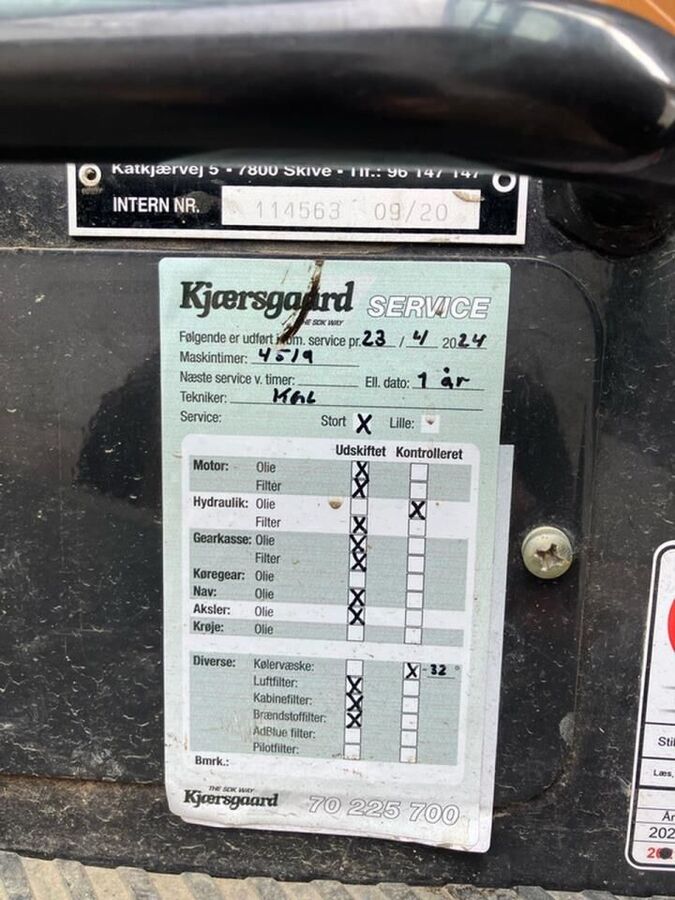 Katkjærvej 5 - 7800 Skive - Tlf.: 96 147 147
INTERN NR. 114563 09/20
Kjærsgaard SERVICE
THE SDK WAY
Følgende er udført i.om. service pr. 23 / 4 2024
Maskintimer: 4519
Næste service v. timer: Ell. dato: 1 år
Tekniker:
Service: Stort X Lille:
Udskiftet Kontrolleret
Motor: Olie X
Filter X
Hydraulik: Olie X
Filter X
Gearkasse: Olie X
Filter X
Køregear: Olie
Nav: Olie X
Aksler: Olie X
Krøje: Olie
Diverse: Kølervæske: X -32°
Luftfilter: X
Kabinefilter: X
Brændstoffilter: X
AdBlue filter:
Pilotfilter:
Bmrk.:
THE SDK WAY
Kjærsgaard 70 225 700
Læs,
202